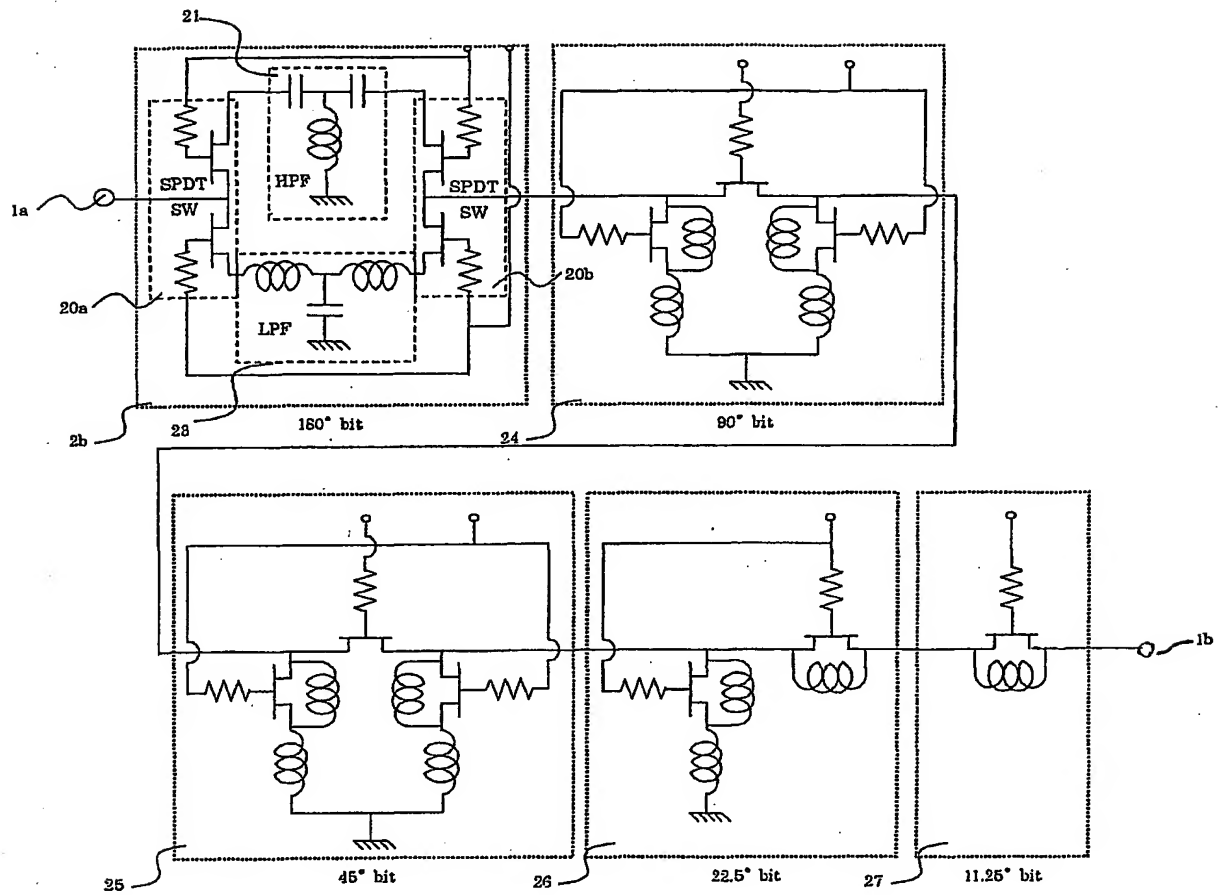 21
SPDT
SW
HPF
SPDT
SW
1a
20a
LPF
20b
2b
23
180° bit
24
90° bit
1b
25
45° bit
26
22.5° bit
27
11.25° bit